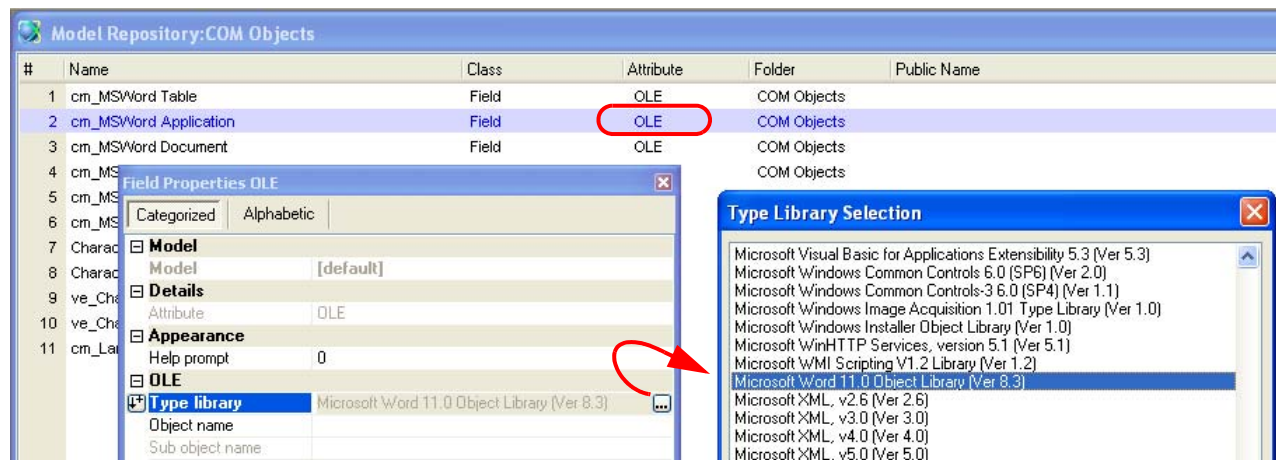 Model Repository:COM Objects
# Name Class Attribute Folder Public Name
1 cm_MSWord Table Field OLE COM Objects
2 cm_MSWord Application Field OLE COM Objects
3 cm_MSWord Document Field OLE COM Objects
4 cm_MS COM Objects
5 cm_MS
6 cm_MS
7 Charac
8 Charac
9 ve_Cha
10 ve_Cha
11 cm_Lan
Field Properties OLE
Categorized Alphabetic
Model
Model [default]
Details
Attribute OLE
Appearance
Help prompt 0
OLE
Type library Microsoft Word 11.0 Object Library (Ver 8.3) ...
Object name
Sub object name
Type Library Selection
Microsoft Visual Basic for Applications Extensibility 5.3 (Ver 5.3)
Microsoft Windows Common Controls 6.0 (SP6) (Ver 2.0)
Microsoft Windows Common Controls-3 6.0 (SP4) (Ver 1.1)
Microsoft Windows Image Acquisition 1.01 Type Library (Ver 1.0)
Microsoft Windows Installer Object Library (Ver 1.0)
Microsoft WinHTTP Services, version 5.1 (Ver 5.1)
Microsoft WMI Scripting V1.2 Library (Ver 1.2)
Microsoft Word 11.0 Object Library (Ver 8.3)
Microsoft XML, v2.6 (Ver 2.6)
Microsoft XML, v3.0 (Ver 3.0)
Microsoft XML, v4.0 (Ver 4.0)
Microsoft XML, v5.0 (Ver 5.0)